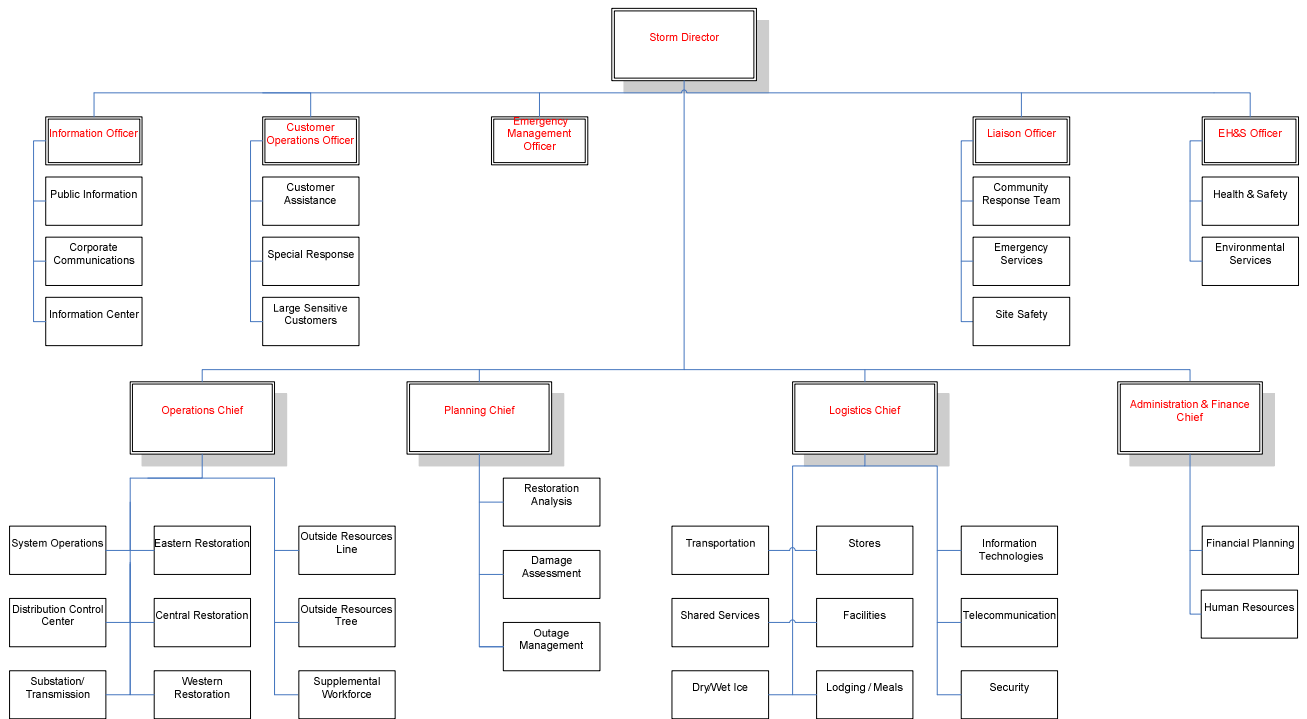 Storm Director
Information Officer
Customer
Operations Officer
Emergency
Management
Officer
Liaison Officer
EH&S Officer
Public Information
Customer
Assistance
Community
Response Team
Health & Safety
Corporate
Communications
Special Response
Emergency
Services
Environmental
Services
Information Center
Large Sensitive
Customers
Site Safety
Operations Chief
Planning Chief
Logistics Chief
Administration & Finance
Chief
Restoration
Analysis
System Operations
Eastern Restoration
Outside Resources
Line
Damage
Assessment
Transportation
Stores
Information
Technologies
Financial Planning
Distribution Control
Center
Central Restoration
Outside Resources
Tree
Outage
Management
Shared Services
Facilities
Telecommunication
Human Resources
Substation/
Transmission
Western
Restoration
Supplemental
Workforce
Dry/Wet Ice
Lodging / Meals
Security